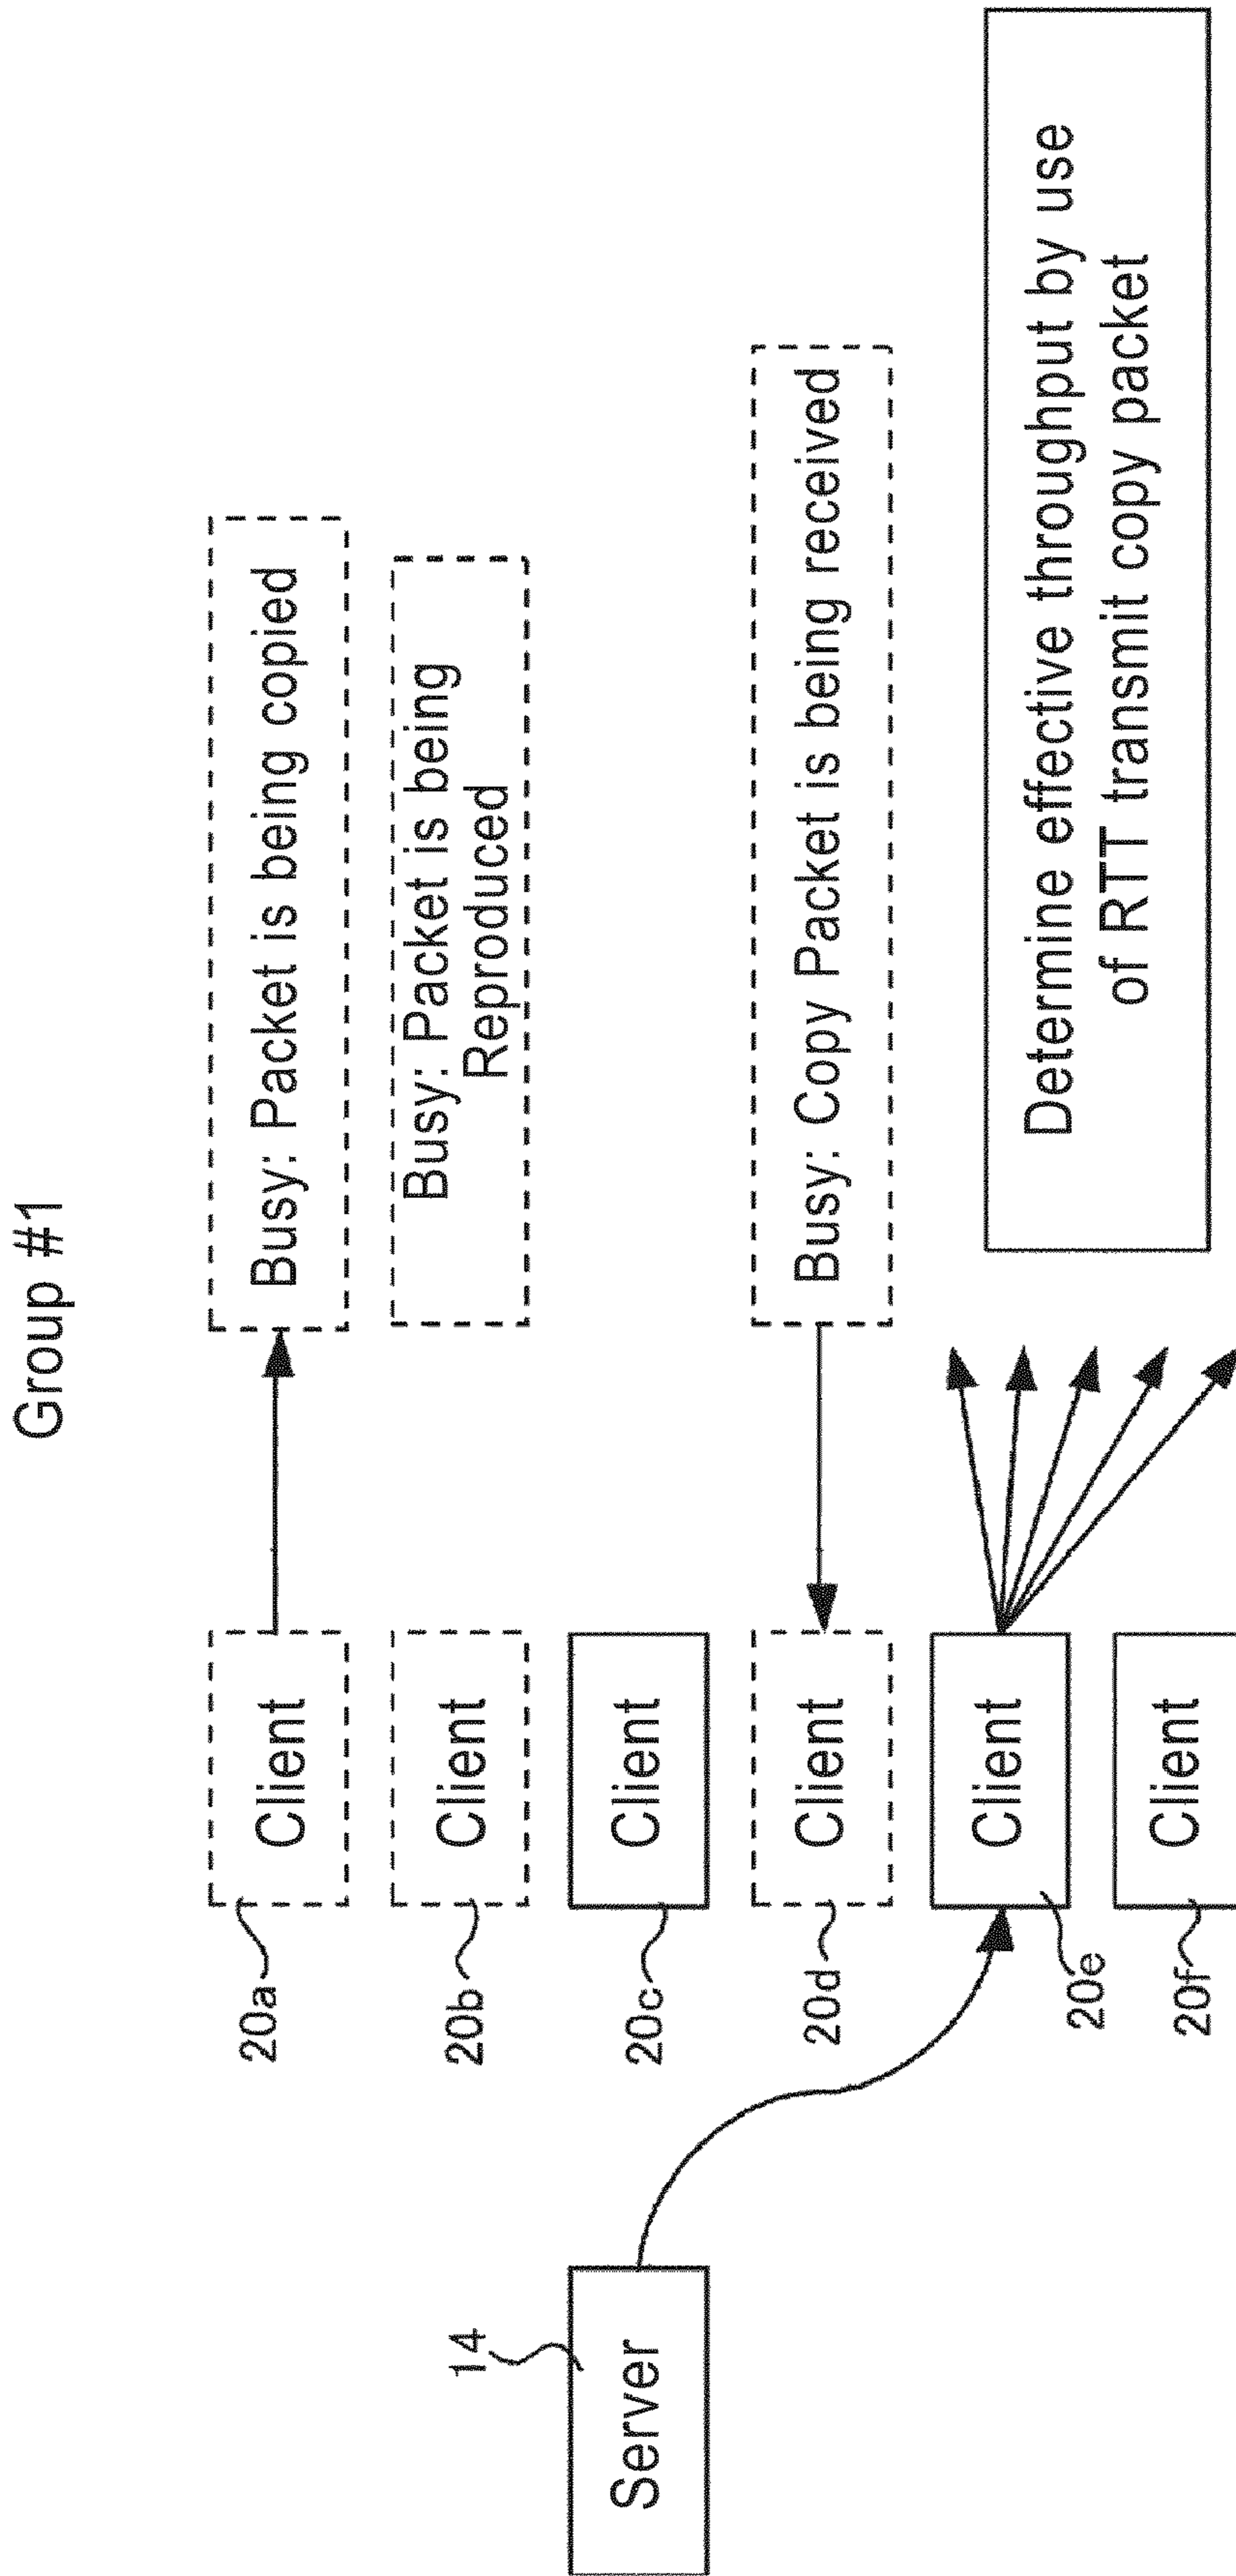 Group #1
Server
14
20a
Client
Busy: Packet is being copied
20b
Client
Busy: Packet is being
Reproduced
20c
Client
20d
Client
Busy: Copy Packet is being received
20e
Client
Determine effective throughput by use
of RTT transmit copy packet
20f
Client